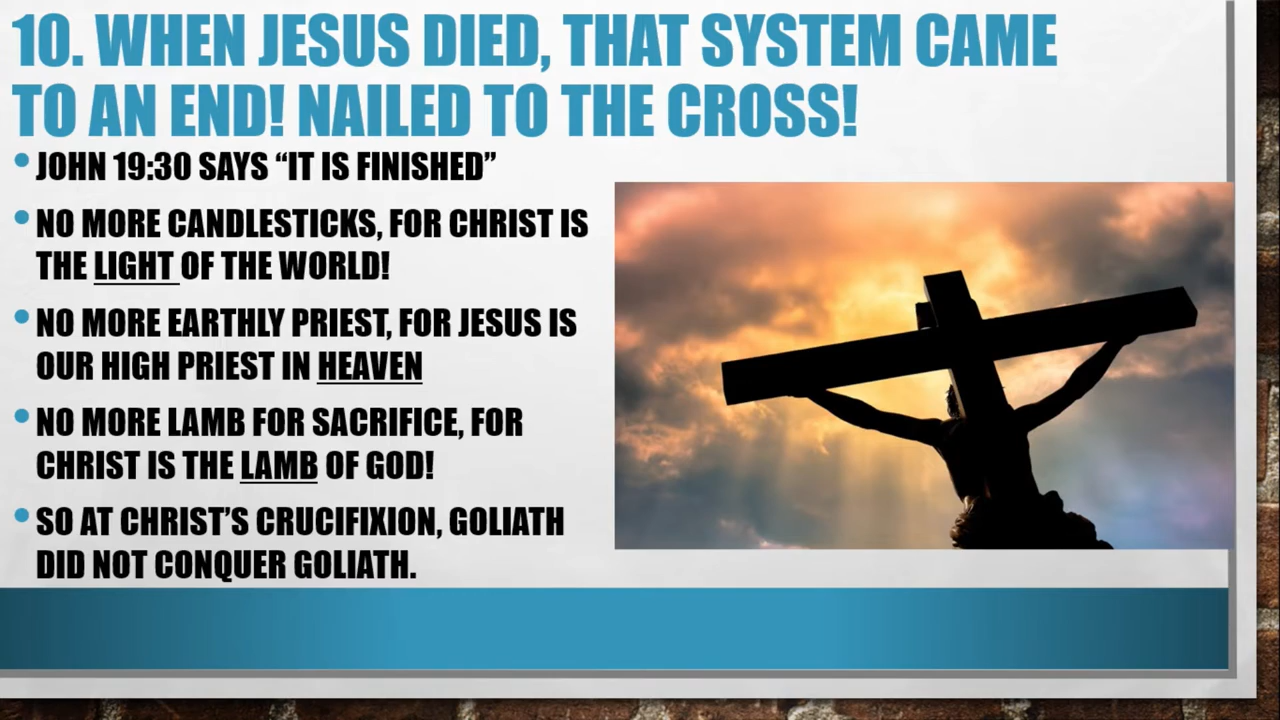 10. WHEN JESUS DIED, THAT SYSTEM CAME
TO AN END! NAILED TO THE CROSS!
• JOHN 19:30 SAYS “IT IS FINISHED”
• NO MORE CANDLESTICKS, FOR CHRIST IS
THE LIGHT OF THE WORLD!
• NO MORE EARTHLY PRIEST, FOR JESUS IS
OUR HIGH PRIEST IN HEAVEN
• NO MORE LAMB FOR SACRIFICE, FOR
CHRIST IS THE LAMB OF GOD!
• SO AT CHRIST’S CRUCIFIXION, GOLIATH
DID NOT CONQUER GOLIATH.